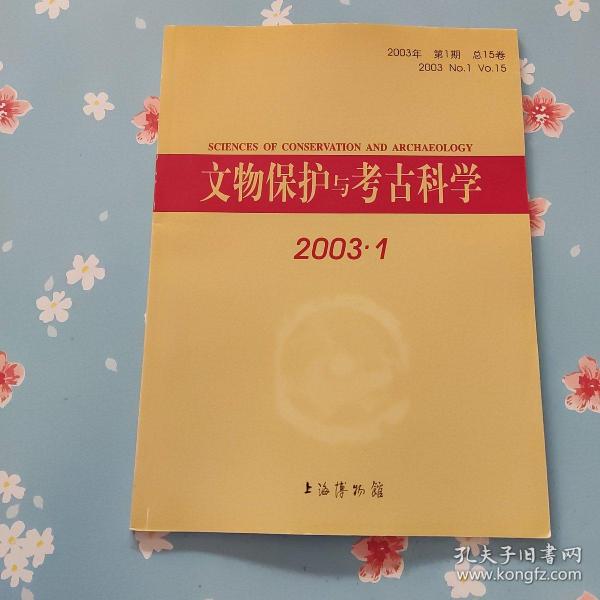 2003年 第1期 总15卷
2003 No.1 Vo.15
SCIENCES OF CONSERVATION AND ARCHAEOLOGY
文物保护与考古科学
2003·1
上海博物館
孔夫子旧书网
www.kongfz.com